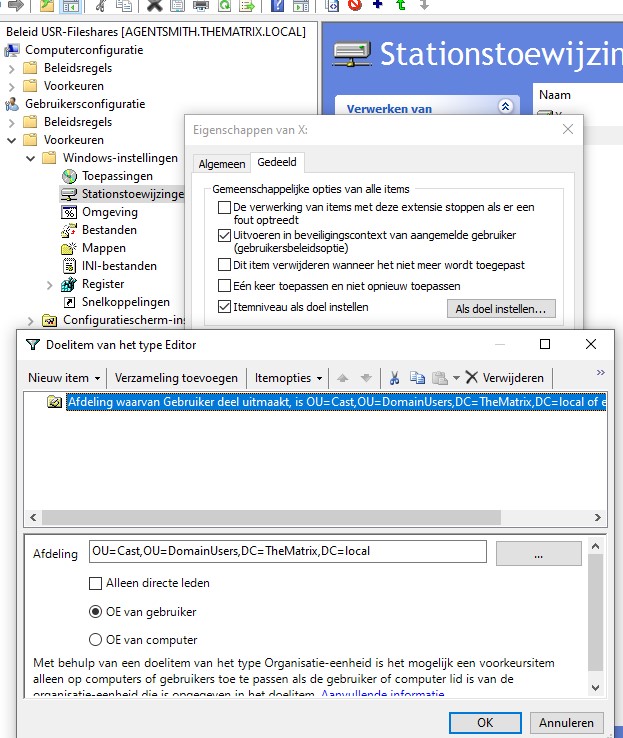 Beleid USR-Fileshares [AGENTSMITH.THEMATRIX.LOCAL]
Computerconfiguratie
Beleidsregels
Voorkeuren
Gebruikersconfiguratie
Beleidsregels
Voorkeuren
Windows-instellingen
Toepassingen
Stationstoewijzinge
Omgeving
Bestanden
Mappen
INI-bestanden
Register
Snelkoppelingen
Configuratiescherm-ins
Stationstoewijzin
Verwerken van
Naam
Eigenschappen van X:
Algemeen
Gedeeld
Gemeenschappelijke opties van alle items
De verwerking van items met deze extensie stoppen als er een
fout optreedt
Uitvoeren in beveiligingscontext van aangemelde gebruiker
(gebruikersbeleidsoptie)
Dit item verwijderen wanneer het niet meer wordt toegepast
Eén keer toepassen en niet opnieuw toepassen
Itemniveau als doel instellen
Als doel instellen...
Doelitem van het type Editor
Nieuw item
Verzameling toevoegen
Itemopties
Verwijderen
»
Afdeling waarvan Gebruiker deel uitmaakt, is OU=Cast,OU=DomainUsers,DC=TheMatrix,DC=local of e
Afdeling
OU=Cast,OU=DomainUsers,DC=TheMatrix,DC=local
...
Alleen directe leden
OE van gebruiker
OE van computer
Met behulp van een doelitem van het type Organisatie-eenheid is het mogelijk een voorkeursitem
alleen op computers of gebruikers toe te passen als de gebruiker of computer lid is van de
organisatie-eenheid die is opgegeven in het doelitem. Aanvullende informatie
OK
Annuleren